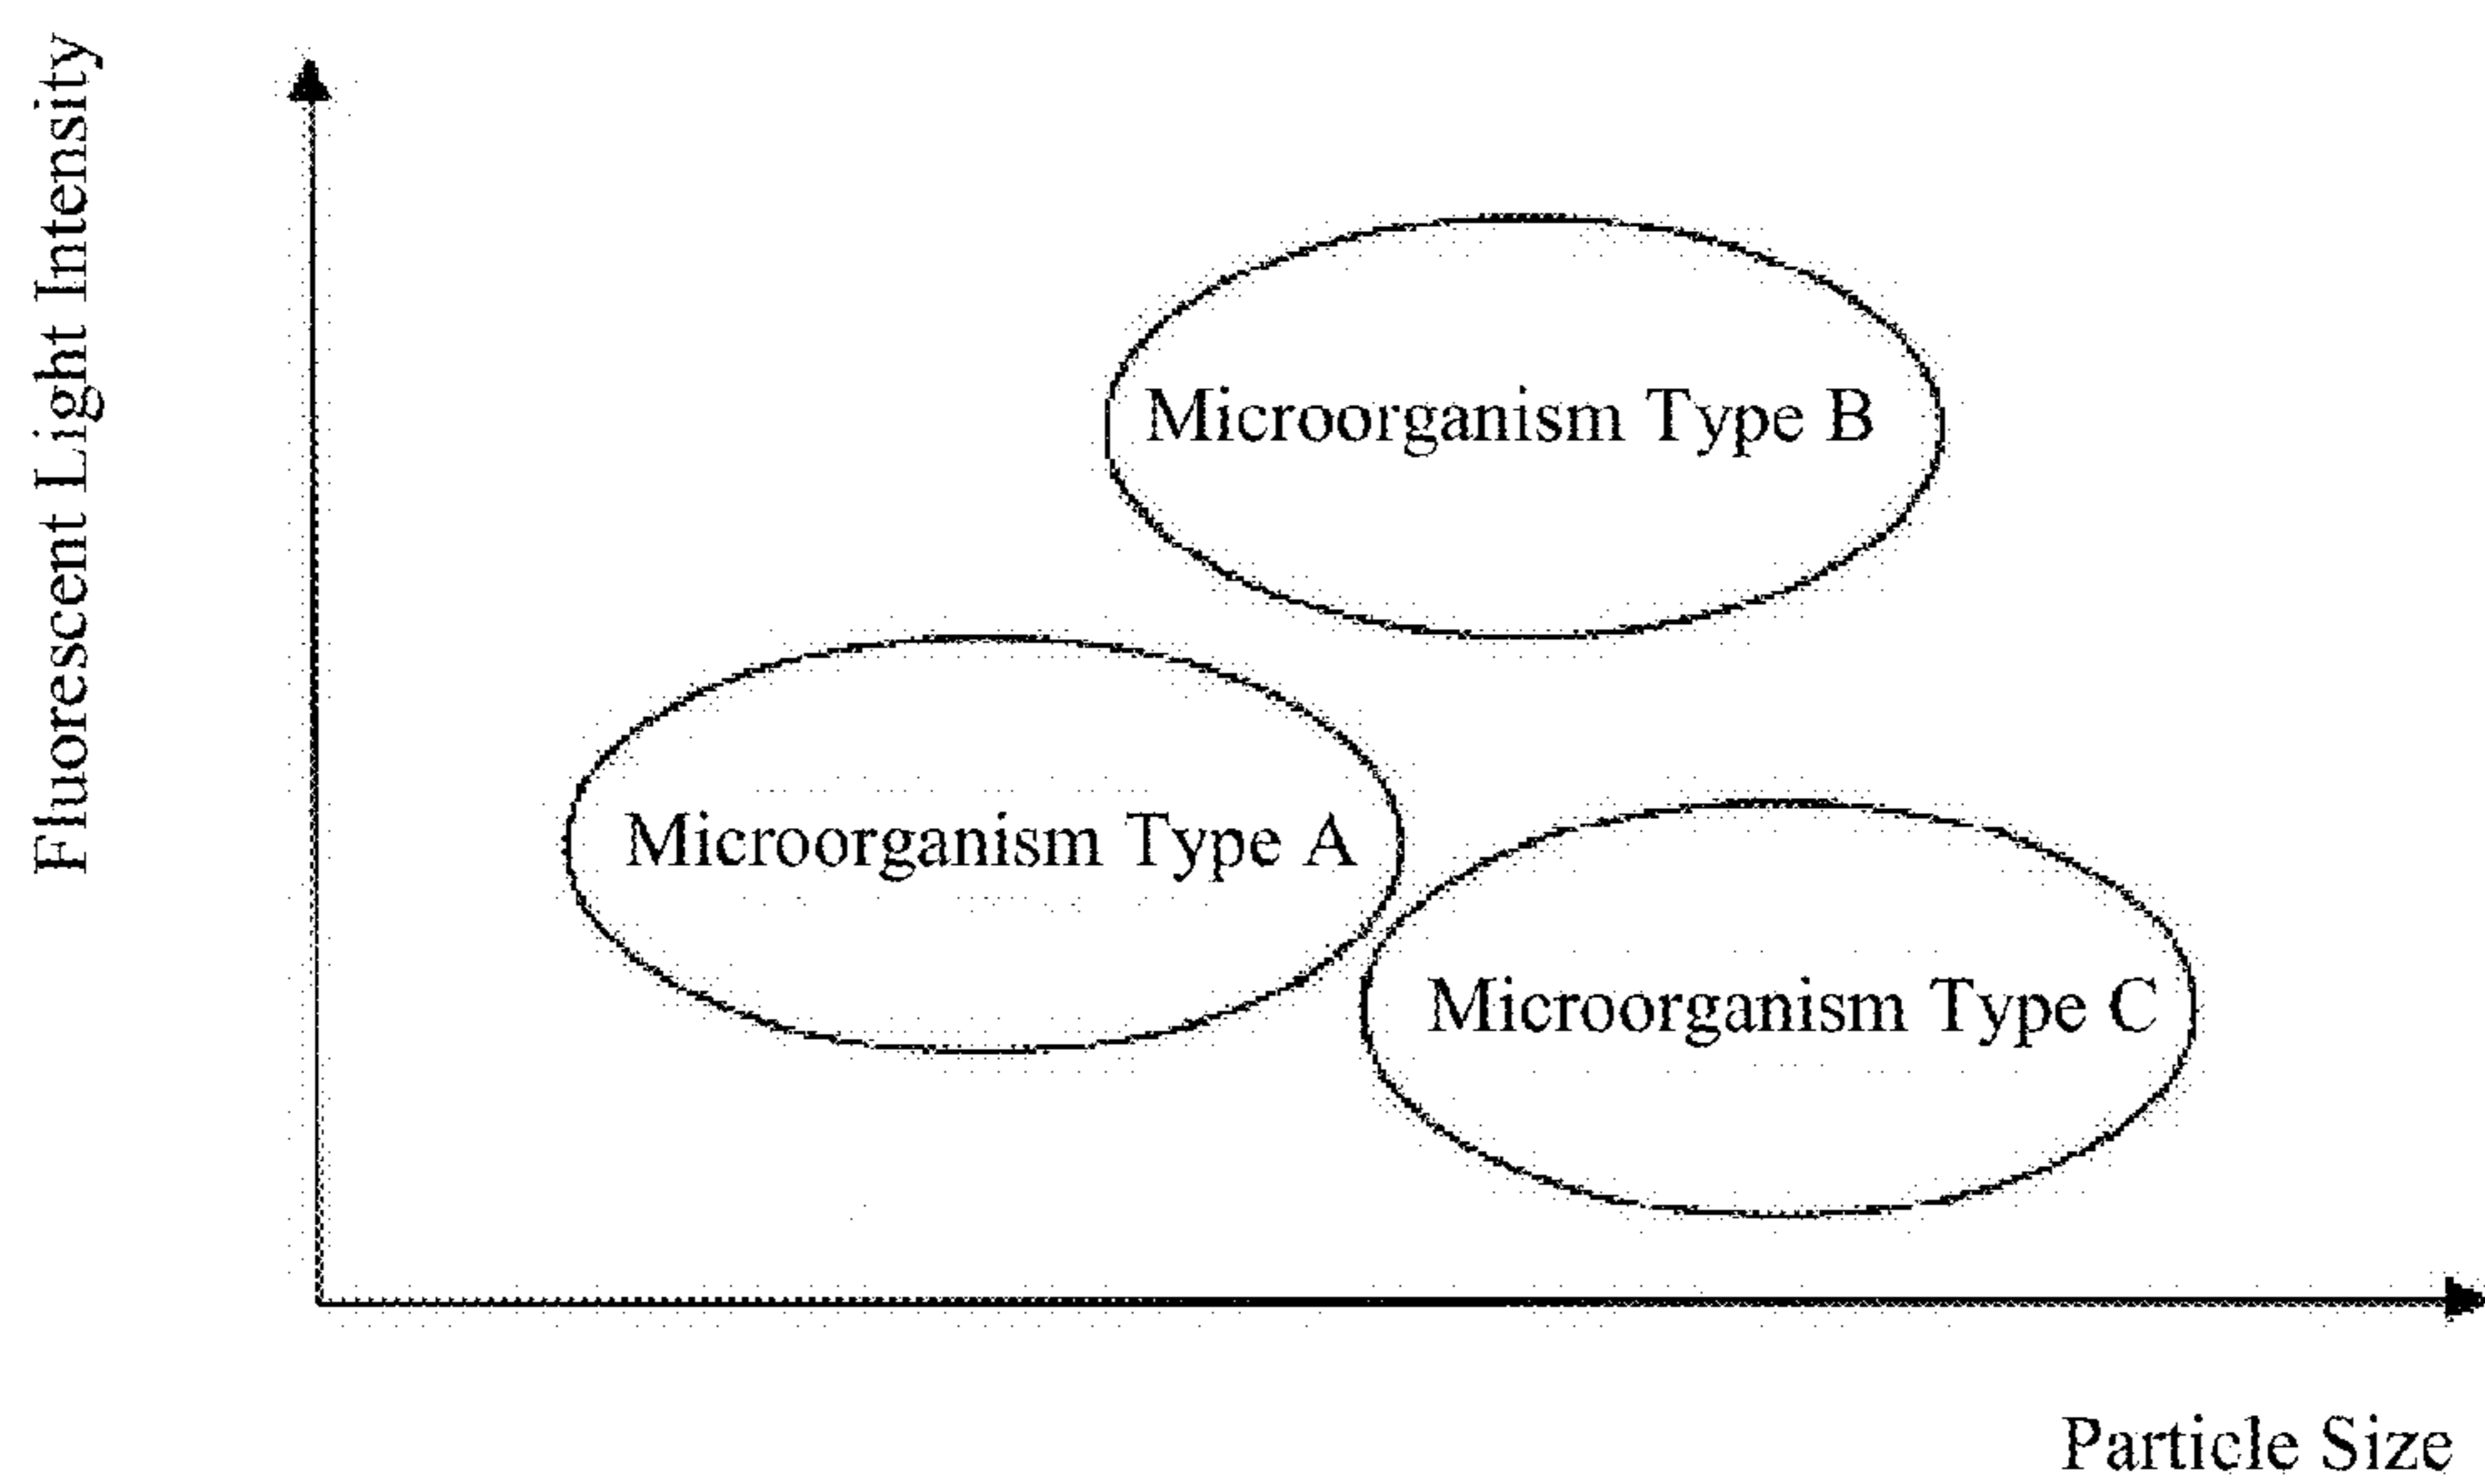 Fluorescent Light Intensity
Microorganism Type B
Microorganism Type A
Microorganism Type C
Particle Size